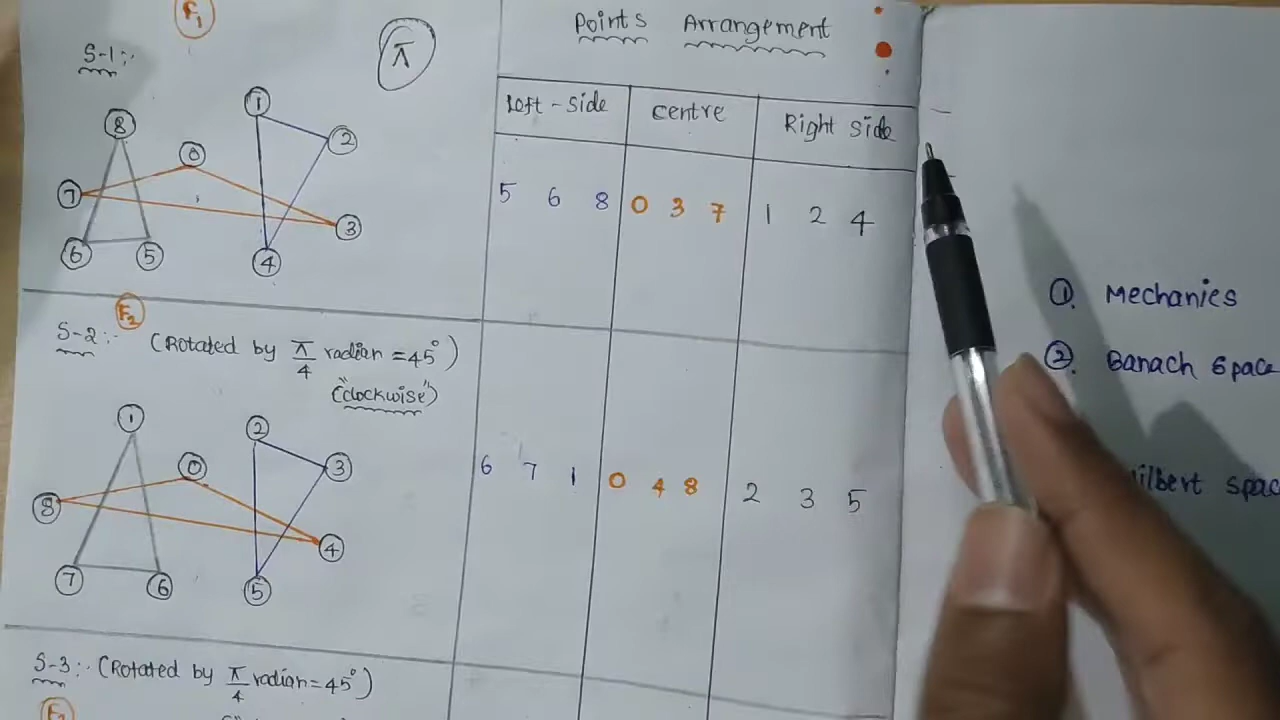 F₁
π
Points Arrangement
S-1:-
Left-Side Centre Right Side
8 0 1 2
7 3
6 5 4
5 6 8 0 3 7 1 2 4
① Mechanics
② Banach Space
F₂
S-2:- (Rotated by π/4 radian = 45°)
("clockwise")
1 0 2 3
8 4
7 6 5
6 7 1 0 4 8 2 3 5
S-3:- (Rotated by π/4 radian = 45°)